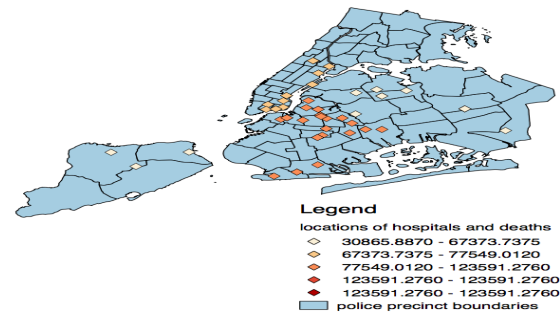 Legend
locations of hospitals and deaths
30865.8870 - 67373.7375
67373.7375 - 77549.0120
77549.0120 - 123591.2760
123591.2760 - 123591.2760
123591.2760 - 123591.2760
police precinct boundaries